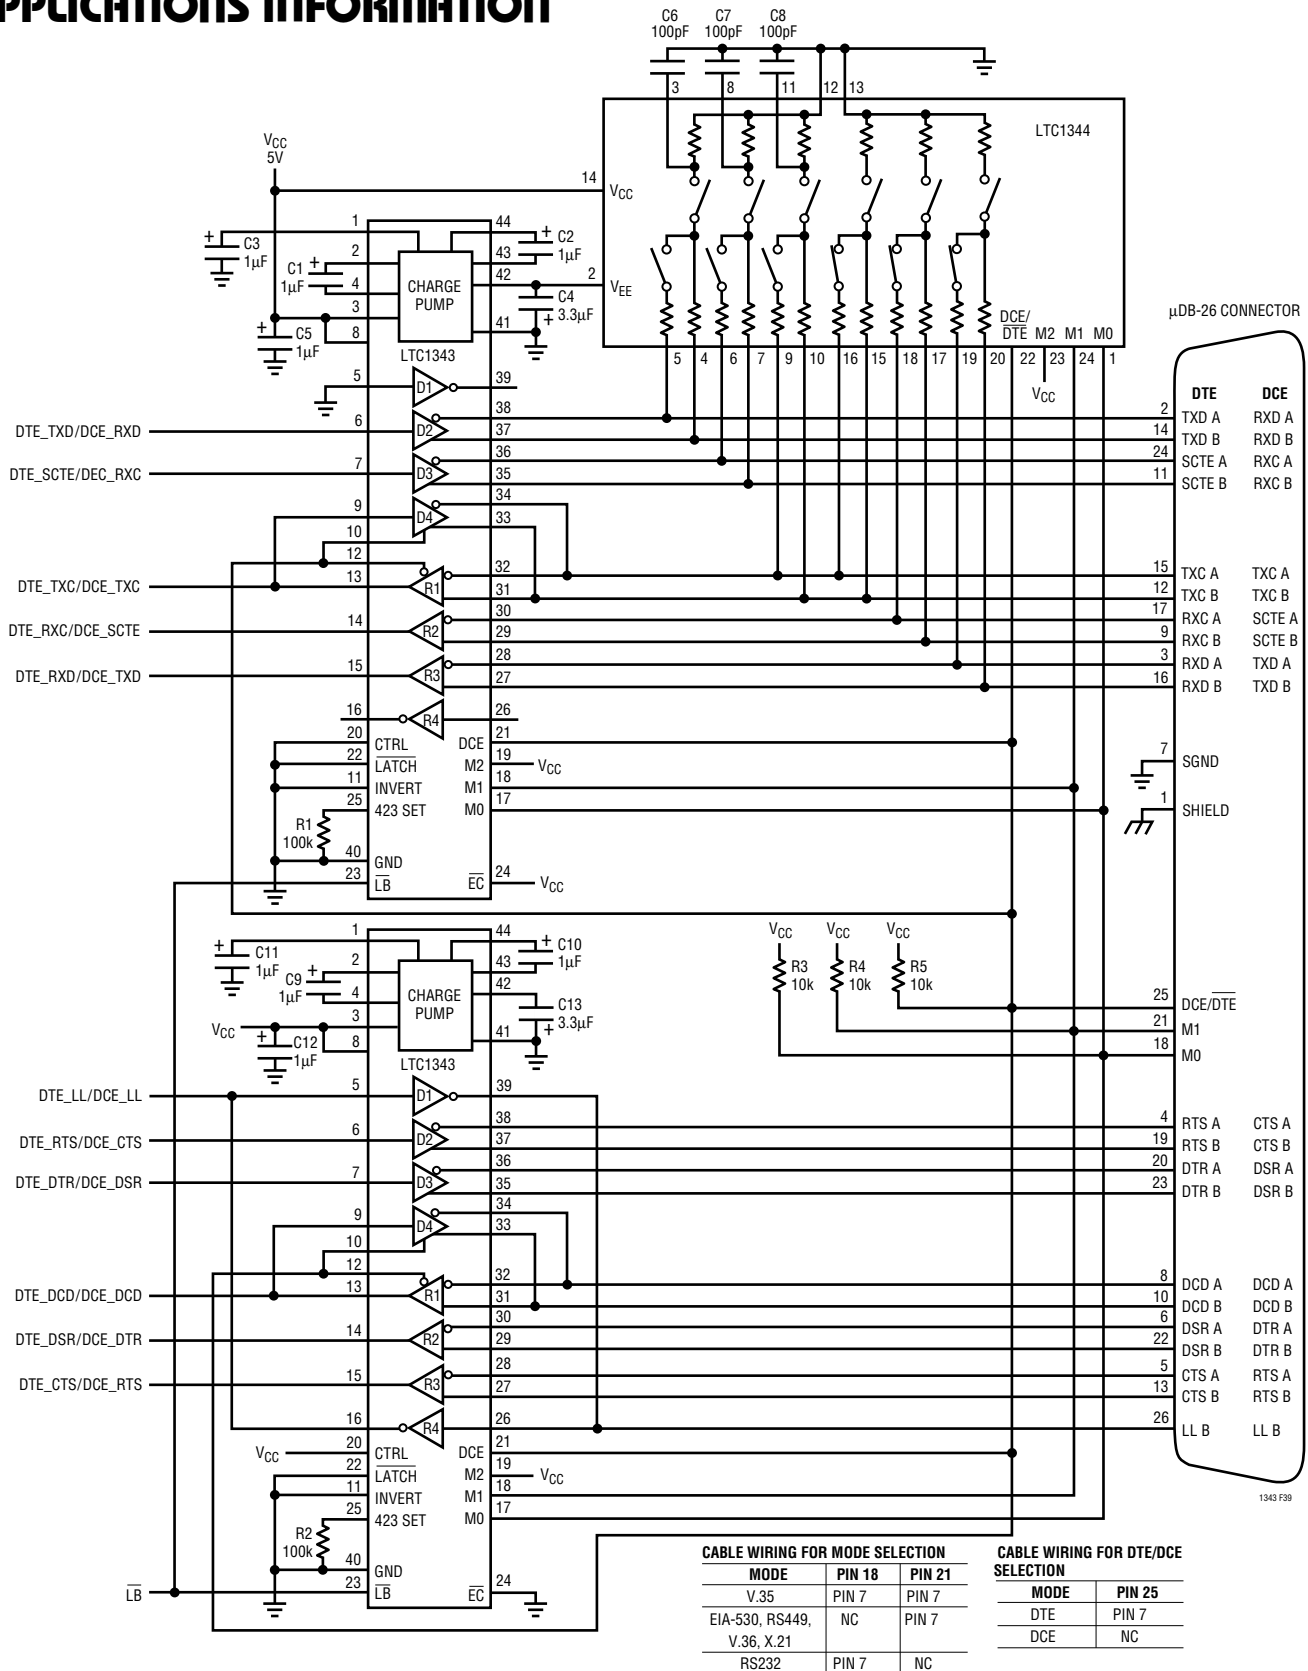 PPLICATIONS INFORMATION
C6
100pF
C7
100pF
C8
100pF
3
8
11
12
13
LTC1344
VCC
5V
14
VCC
2
VEE
DCE/
DTE
M2
M1
M0
5
4
6
7
9
10
16
15
18
17
19
20
22
23
24
1
VCC
1
44
+
C3
1µF
2
43
+
C2
1µF
C1
1µF
+
4
42
CHARGE
PUMP
C4
3.3µF
+
3
8
41
+
C5
1µF
LTC1343
5
D1
39
DTE_TXD/DCE_RXD
6
D2
38
37
DTE_SCTE/DEC_RXC
7
D3
36
35
9
D4
34
33
10
12
DTE_TXC/DCE_TXC
13
R1
32
31
DTE_RXC/DCE_SCTE
14
R2
30
29
DTE_RXD/DCE_TXD
15
R3
28
27
16
R4
26
20
CTRL
DCE
21
22
LATCH
M2
19
VCC
11
INVERT
M1
18
25
423 SET
M0
17
R1
100k
40
GND
23
LB
EC
24
VCC
µDB-26 CONNECTOR
DTE
DCE
2
TXD A
RXD A
14
TXD B
RXD B
24
SCTE A
RXC A
11
SCTE B
RXC B
15
TXC A
TXC A
12
TXC B
TXC B
17
RXC A
SCTE A
9
RXC B
SCTE B
3
RXD A
TXD A
16
RXD B
TXD B
7
SGND
1
SHIELD
VCC
VCC
VCC
R3
10k
R4
10k
R5
10k
25
DCE/DTE
21
M1
18
M0
1
44
+
C11
1µF
2
43
+
C10
1µF
C9
1µF
+
4
42
CHARGE
PUMP
C13
3.3µF
+
VCC
3
8
41
+
C12
1µF
LTC1343
DTE_LL/DCE_LL
5
D1
39
DTE_RTS/DCE_CTS
6
D2
38
37
DTE_DTR/DCE_DSR
7
D3
36
35
9
D4
34
33
10
12
DTE_DCD/DCE_DCD
13
R1
32
31
DTE_DSR/DCE_DTR
14
R2
30
29
DTE_CTS/DCE_RTS
15
R3
28
27
16
R4
26
VCC
20
CTRL
DCE
21
22
LATCH
M2
19
VCC
11
INVERT
M1
18
25
423 SET
M0
17
R2
100k
40
GND
LB
23
LB
EC
24
4
RTS A
CTS A
19
RTS B
CTS B
20
DTR A
DSR A
23
DTR B
DSR B
8
DCD A
DCD A
10
DCD B
DCD B
6
DSR A
DTR A
22
DSR B
DTR B
5
CTS A
RTS A
13
CTS B
RTS B
26
LL B
LL B
1343 F39
CABLE WIRING FOR MODE SELECTION
MODE PIN 18 PIN 21
V.35 PIN 7 PIN 7
EIA-530, RS449, NC PIN 7
V.36, X.21
RS232 PIN 7 NC
CABLE WIRING FOR DTE/DCE
SELECTION
MODE PIN 25
DTE PIN 7
DCE NC